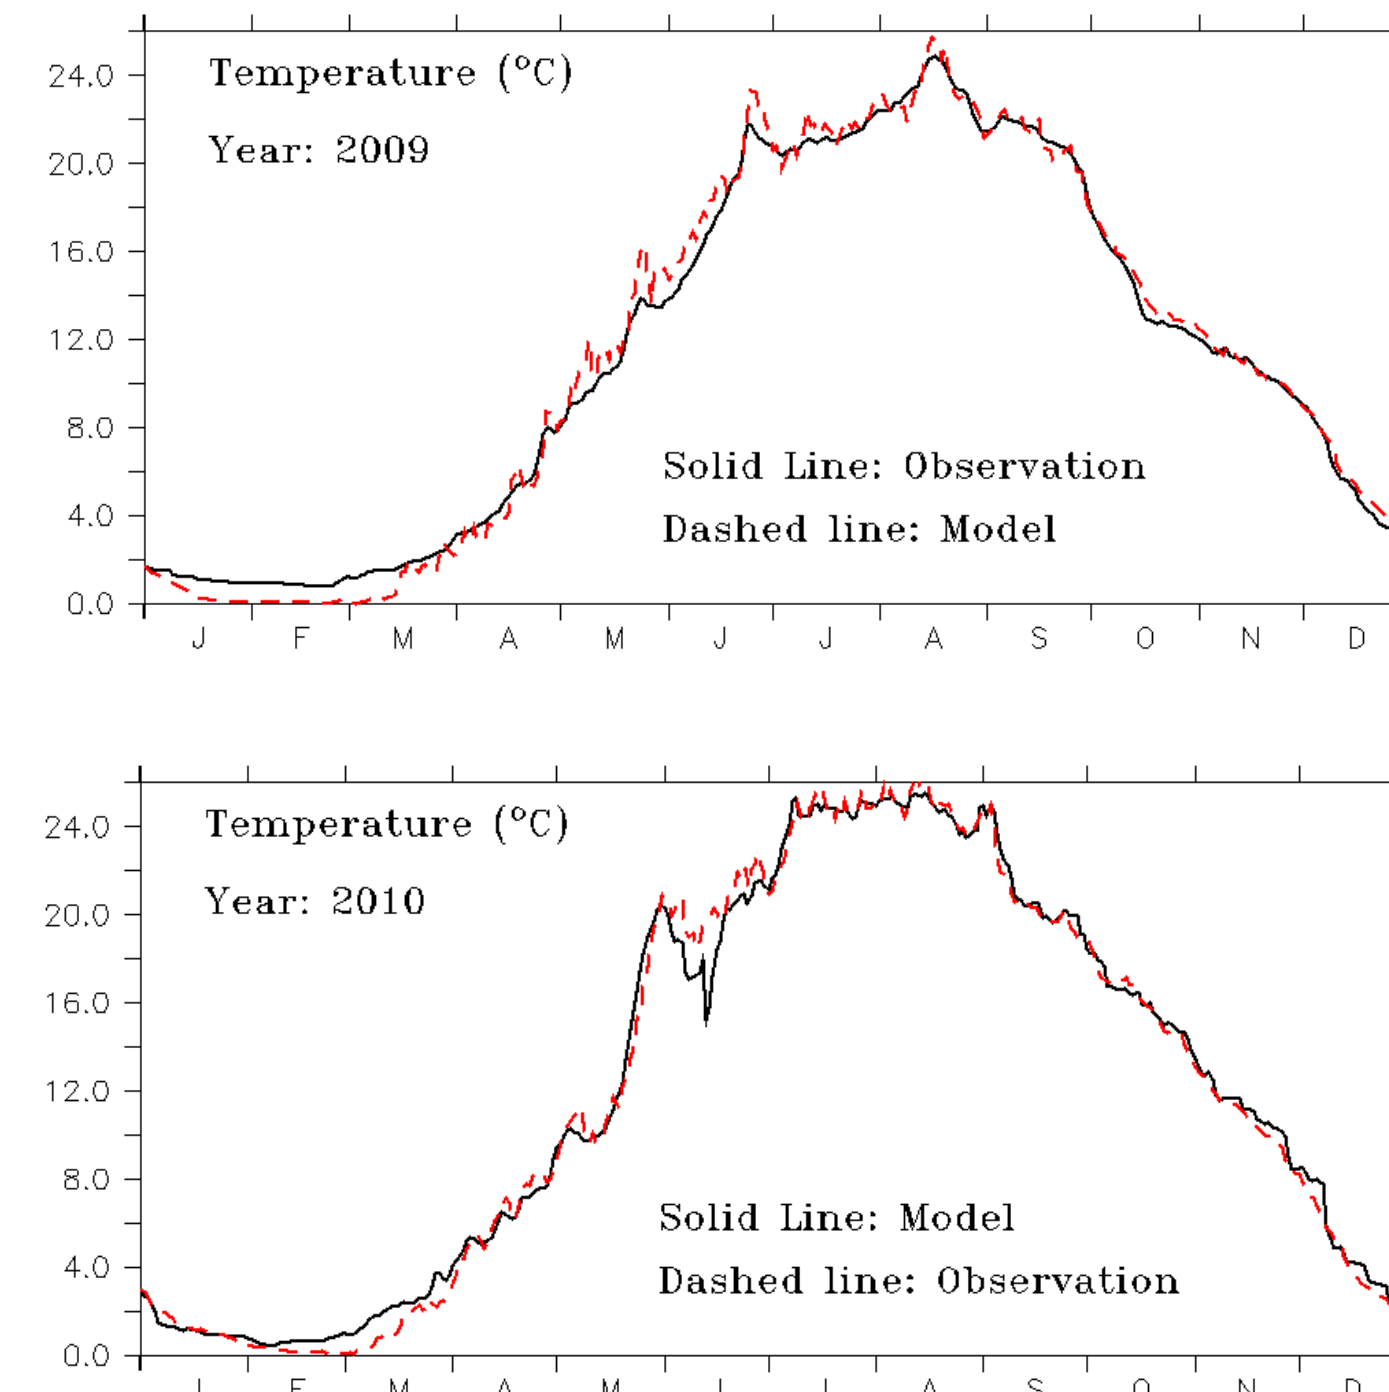 Temperature (°C)
24.0
Year: 2009
20.0
16.0
12.0
8.0
Solid Line: Observation
4.0
Dashed line: Model
0.0
J F M A M J J A S O N D
Temperature (°C)
24.0
Year: 2010
20.0
16.0
12.0
8.0
Solid Line: Model
4.0
Dashed line: Observation
0.0